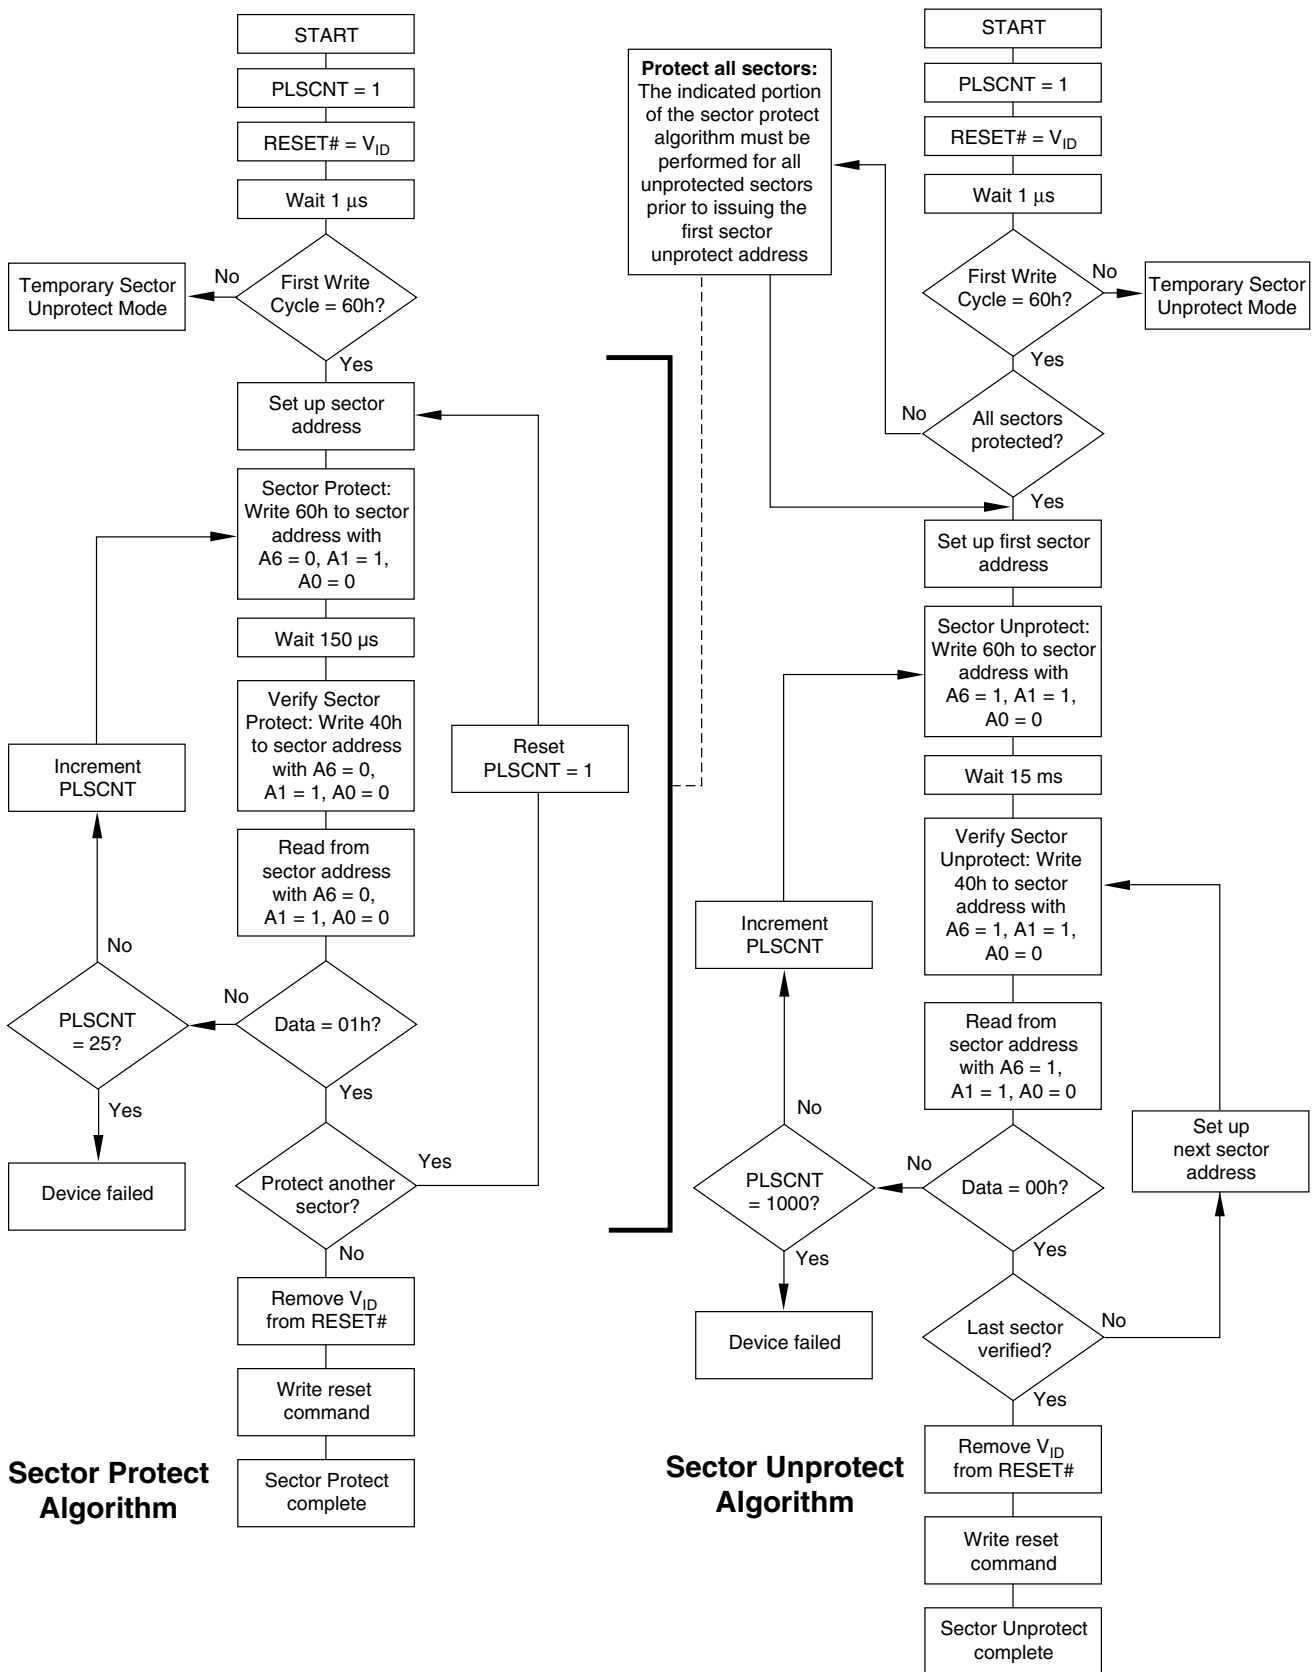 START
PLSCNT = 1
RESET# = VID
Wait 1 μs
First Write
Cycle = 60h?
No
Temporary Sector
Unprotect Mode
Yes
Set up sector
address
Sector Protect:
Write 60h to sector
address with
A6 = 0, A1 = 1,
A0 = 0
Wait 150 μs
Verify Sector
Protect: Write 40h
to sector address
with A6 = 0,
A1 = 1, A0 = 0
Reset
PLSCNT = 1
Increment
PLSCNT
Read from
sector address
with A6 = 0,
A1 = 1, A0 = 0
No
PLSCNT
= 25?
No
Data = 01h?
Yes
Yes
Device failed
Protect another
sector?
Yes
No
Remove VID
from RESET#
Write reset
command
Sector Protect
complete
Sector Protect
Algorithm
Protect all sectors:
The indicated portion
of the sector protect
algorithm must be
performed for all
unprotected sectors
prior to issuing the
first sector
unprotect address
START
PLSCNT = 1
RESET# = VID
Wait 1 μs
First Write
Cycle = 60h?
No
Temporary Sector
Unprotect Mode
Yes
No
All sectors
protected?
Yes
Set up first sector
address
Sector Unprotect:
Write 60h to sector
address with
A6 = 1, A1 = 1,
A0 = 0
Wait 15 ms
Verify Sector
Unprotect: Write
40h to sector
address with
A6 = 1, A1 = 1,
A0 = 0
Increment
PLSCNT
Read from
sector address
with A6 = 1,
A1 = 1, A0 = 0
No
Set up
next sector
address
PLSCNT
= 1000?
No
Data = 00h?
Yes
Yes
Device failed
Last sector
verified?
No
Yes
Remove VID
from RESET#
Write reset
command
Sector Unprotect
complete
Sector Unprotect
Algorithm